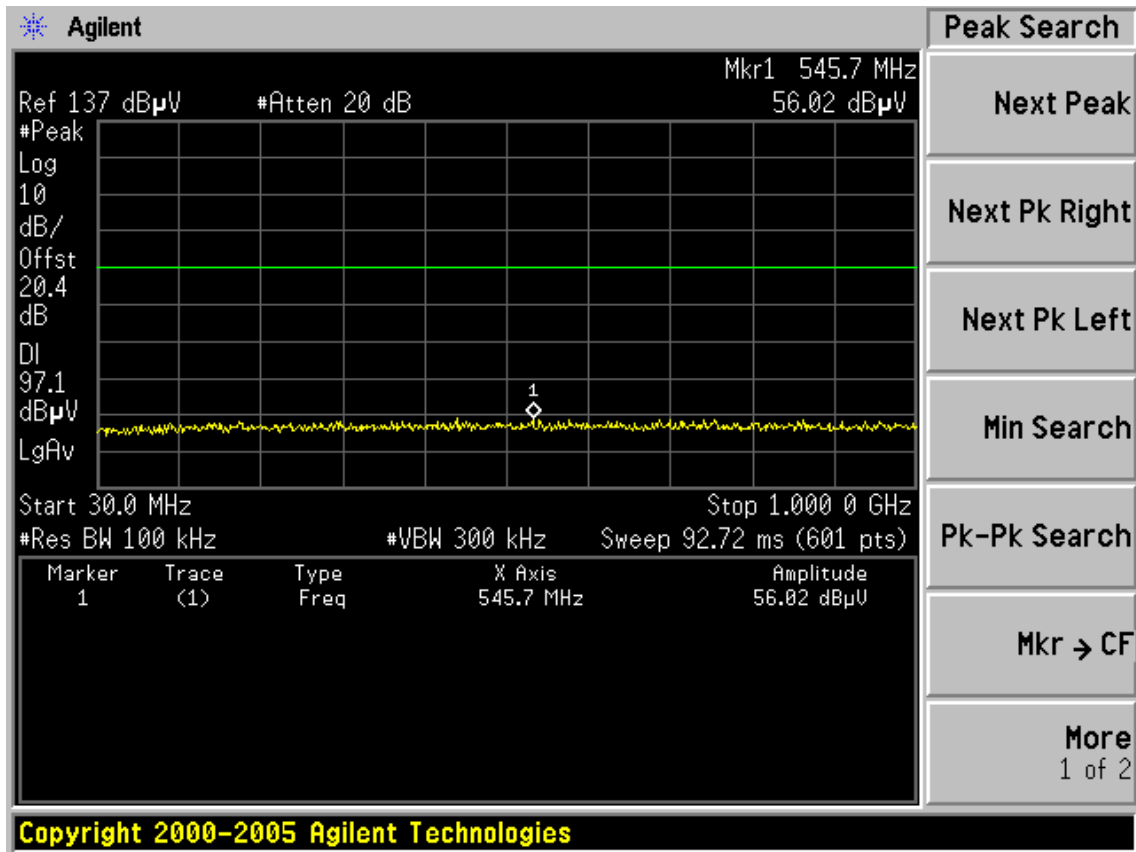 Agilent
Peak Search
Mkr1 545.7 MHz
Ref 137 dBµV #Atten 20 dB 56.02 dBµV
#Peak
Log
10
dB/
Offst
20.4
dB
DI
97.1
dBµV
LgAv
1
Start 30.0 MHz Stop 1.000 0 GHz
#Res BW 100 kHz #VBW 300 kHz Sweep 92.72 ms (601 pts)
Marker Trace Type X Axis Amplitude
1 (1) Freq 545.7 MHz 56.02 dBµV
Next Peak
Next Pk Right
Next Pk Left
Min Search
Pk-Pk Search
Mkr → CF
More
1 of 2
Copyright 2000-2005 Agilent Technologies